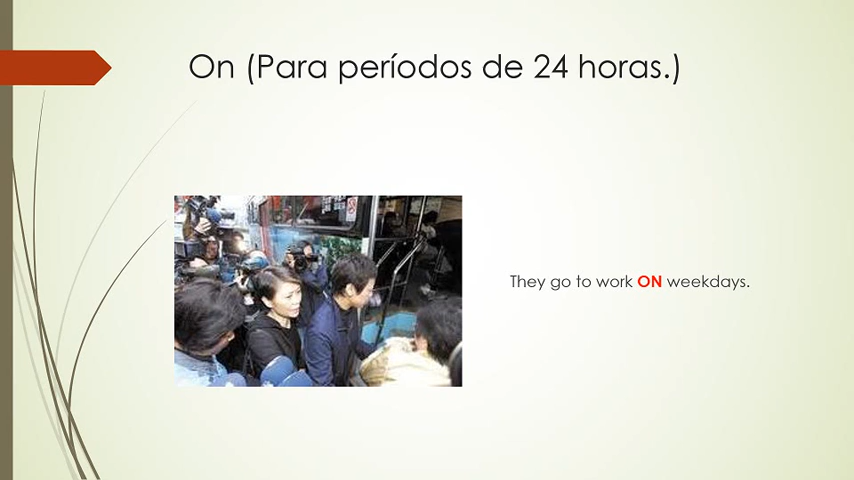 On (Para períodos de 24 horas.)
They go to work ON weekdays.